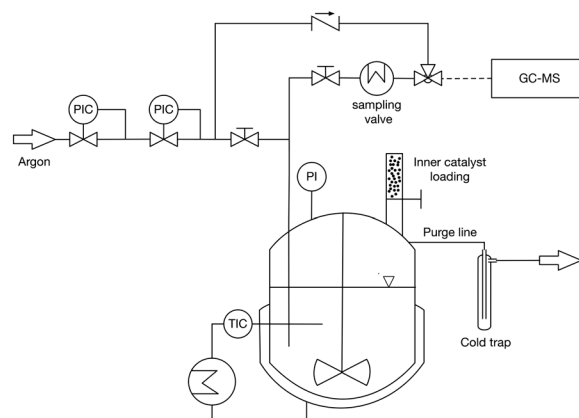 GC-MS
sampling
valve
PIC
PIC
Argon
PI
Inner catalyst
loading
Purge line
TIC
Cold trap